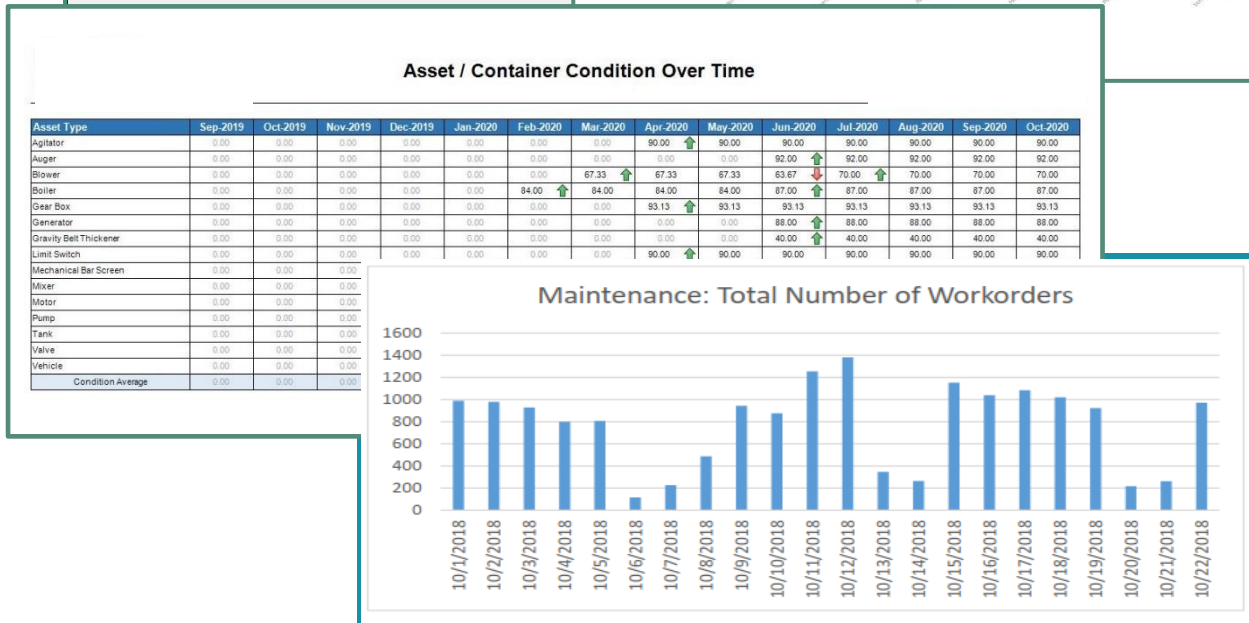 Asset / Container Condition Over Time
Asset Type Sep-2019 Oct-2019 Nov-2019 Dec-2019 Jan-2020 Feb-2020 Mar-2020 Apr-2020 May-2020 Jun-2020 Jul-2020 Aug-2020 Sep-2020 Oct-2020
Agitator 0.00 0.00 0.00 0.00 0.00 0.00 0.00 90.00 90.00 90.00 90.00 90.00 90.00 90.00
Auger 0.00 0.00 0.00 0.00 0.00 0.00 0.00 0.00 0.00 92.00 92.00 92.00 92.00 92.00
Blower 0.00 0.00 0.00 0.00 0.00 0.00 67.33 67.33 67.33 63.67 70.00 70.00 70.00 70.00
Boiler 0.00 0.00 0.00 0.00 0.00 84.00 84.00 84.00 84.00 87.00 87.00 87.00 87.00 87.00
Gear Box 0.00 0.00 0.00 0.00 0.00 0.00 0.00 93.13 93.13 93.13 93.13 93.13 93.13 93.13
Generator 0.00 0.00 0.00 0.00 0.00 0.00 0.00 0.00 0.00 88.00 88.00 88.00 88.00 88.00
Gravity Belt Thickener 0.00 0.00 0.00 0.00 0.00 0.00 0.00 0.00 0.00 40.00 40.00 40.00 40.00 40.00
Limit Switch 0.00 0.00 0.00 0.00 0.00 0.00 0.00 90.00 90.00 90.00 90.00 90.00 90.00 90.00
Mechanical Bar Screen 0.00 0.00 0.00
Mixer 0.00 0.00 0.00
Motor 0.00 0.00 0.00
Pump 0.00 0.00 0.00
Tank 0.00 0.00 0.00
Valve 0.00 0.00 0.00
Vehicle 0.00 0.00 0.00
Condition Average 0.00 0.00 0.00
Maintenance: Total Number of Workorders
1600
1400
1200
1000
800
600
400
200
0
10/1/2018
10/2/2018
10/3/2018
10/4/2018
10/5/2018
10/6/2018
10/7/2018
10/8/2018
10/9/2018
10/10/2018
10/11/2018
10/12/2018
10/13/2018
10/14/2018
10/15/2018
10/16/2018
10/17/2018
10/18/2018
10/19/2018
10/20/2018
10/21/2018
10/22/2018